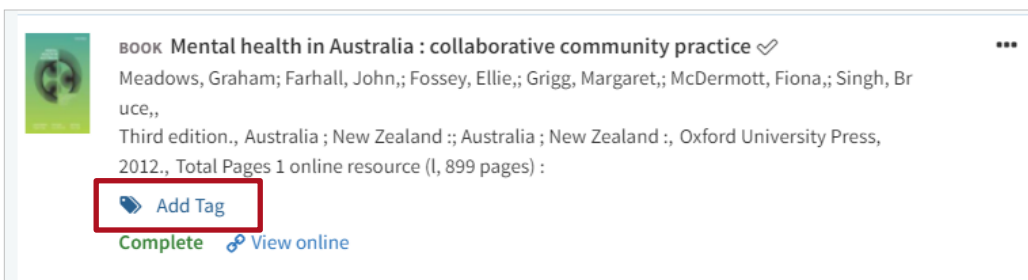 BOOK Mental health in Australia : collaborative community practice
Meadows, Graham; Farhall, John,; Fossey, Ellie,; Grigg, Margaret,; McDermott, Fiona,; Singh, Br
uce,,
Third edition., Australia ; New Zealand :; Australia ; New Zealand :, Oxford University Press,
2012., Total Pages 1 online resource (l, 899 pages) :
Add Tag
Complete View online